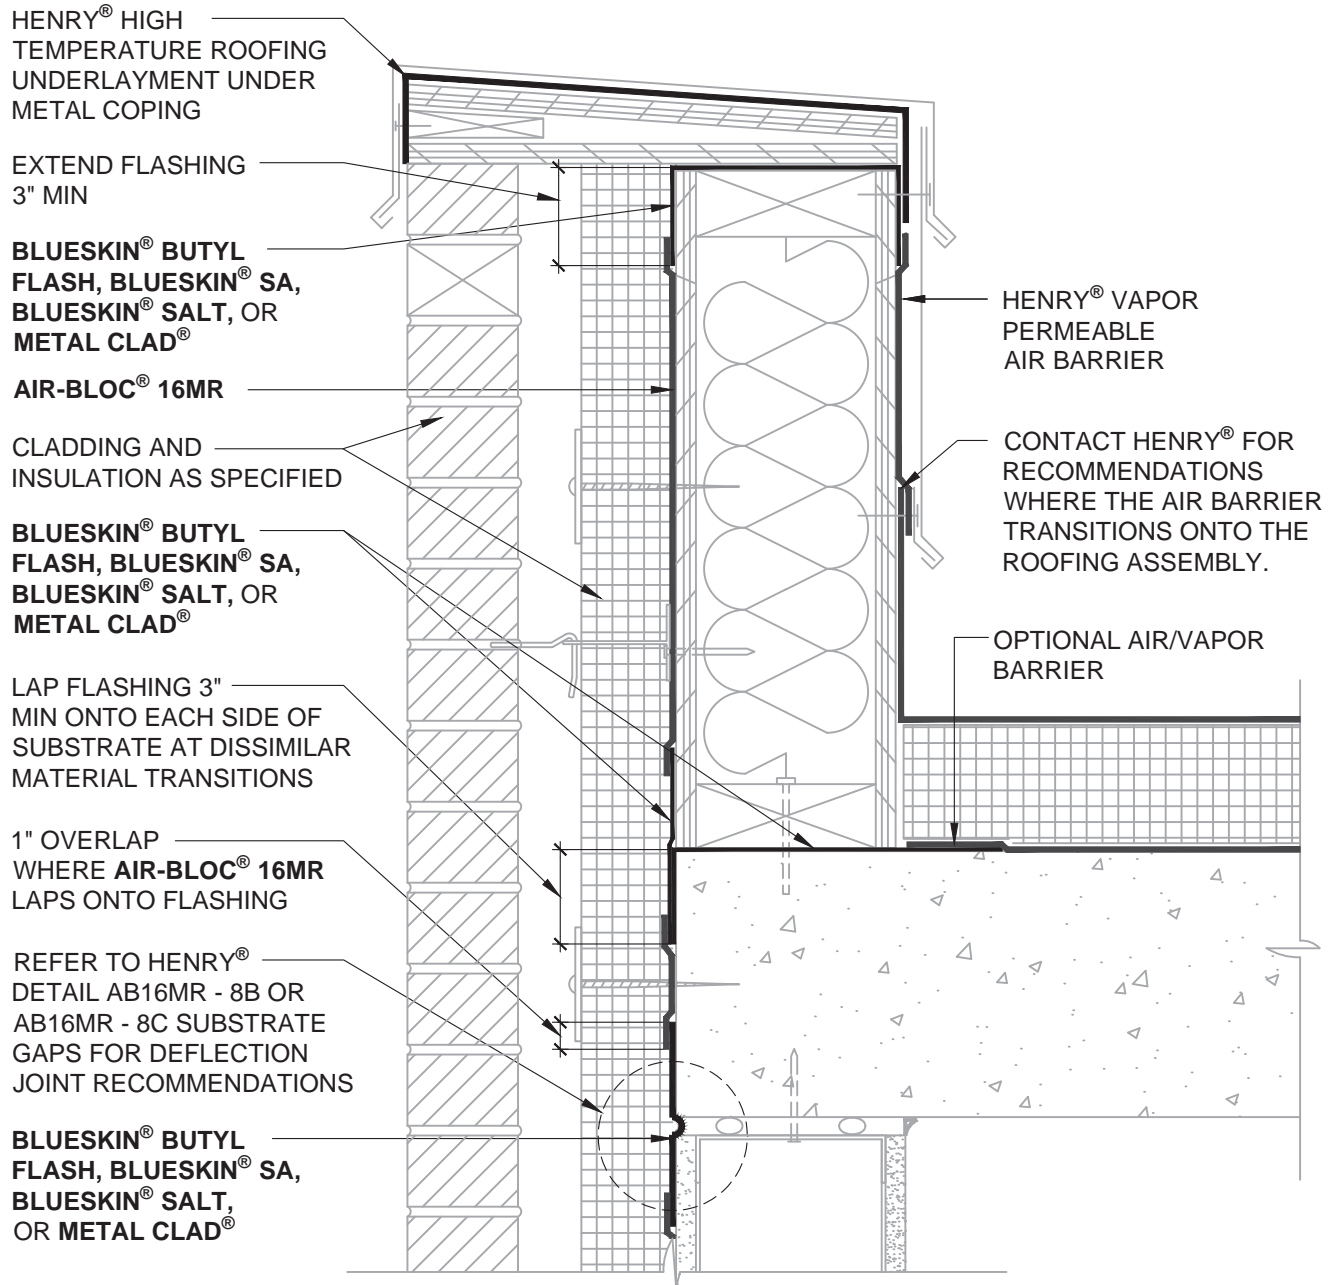 HENRY® HIGH
TEMPERATURE ROOFING
UNDERLAYMENT UNDER
METAL COPING
EXTEND FLASHING
3" MIN
BLUESKIN® BUTYL
FLASH, BLUESKIN® SA,
BLUESKIN® SALT, OR
METAL CLAD®
AIR-BLOC® 16MR
CLADDING AND
INSULATION AS SPECIFIED
BLUESKIN® BUTYL
FLASH, BLUESKIN® SA,
BLUESKIN® SALT, OR
METAL CLAD®
LAP FLASHING 3"
MIN ONTO EACH SIDE OF
SUBSTRATE AT DISSIMILAR
MATERIAL TRANSITIONS
1" OVERLAP
WHERE AIR-BLOC® 16MR
LAPS ONTO FLASHING
REFER TO HENRY®
DETAIL AB16MR - 8B OR
AB16MR - 8C SUBSTRATE
GAPS FOR DEFLECTION
JOINT RECOMMENDATIONS
BLUESKIN® BUTYL
FLASH, BLUESKIN® SA,
BLUESKIN® SALT,
OR METAL CLAD®
HENRY® VAPOR
PERMEABLE
AIR BARRIER
CONTACT HENRY® FOR
RECOMMENDATIONS
WHERE THE AIR BARRIER
TRANSITIONS ONTO THE
ROOFING ASSEMBLY.
OPTIONAL AIR/VAPOR
BARRIER